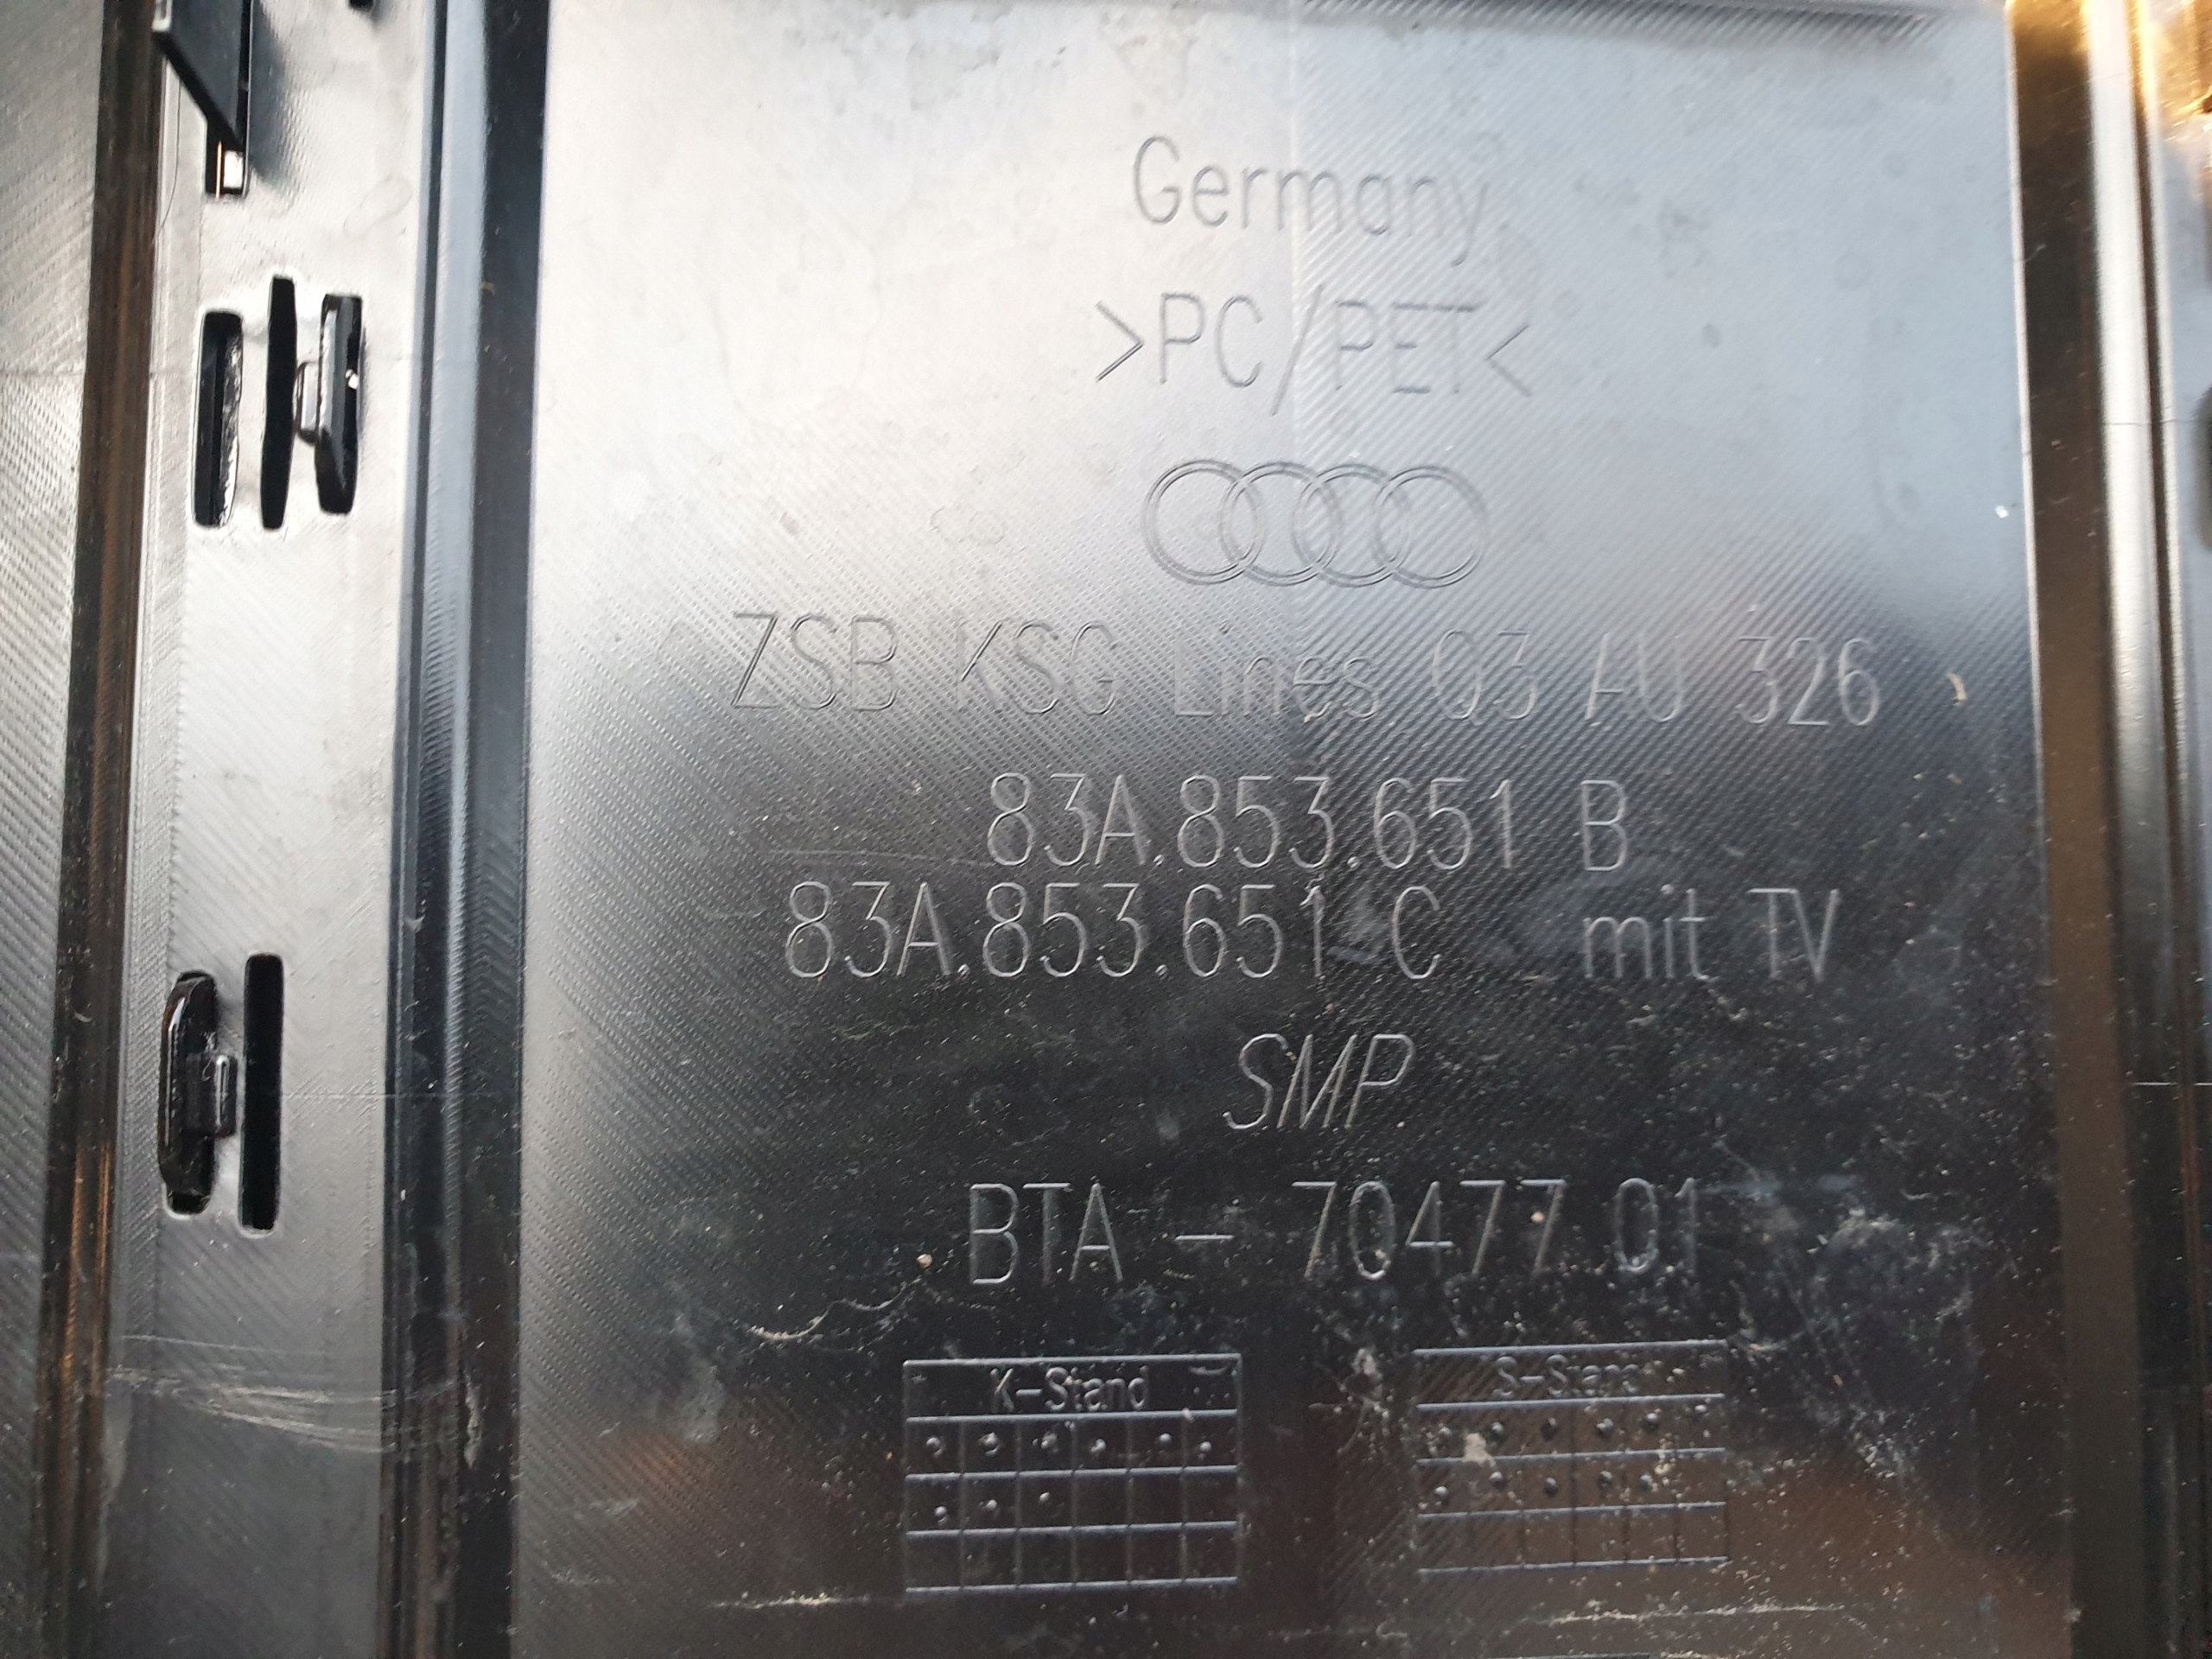 Germany
>PC/PET<
ZSB KSG Lines Q3 AU 326
83A.853.651 B
83A.853.651 C mit TV
SMP
BTA - 70477 01
K-Stand
S-Stand